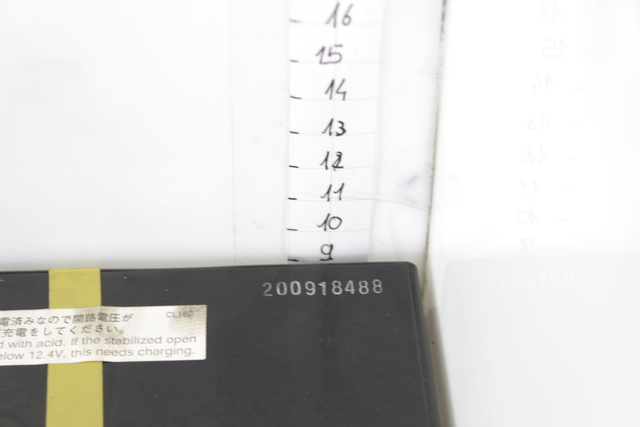 16
15
14
13
12
11
10
9
200918488
電済みなので開路電圧が
充電をしてください。
CL162
d with acid. If the stabilized open
elow 12.4V, this needs charging.